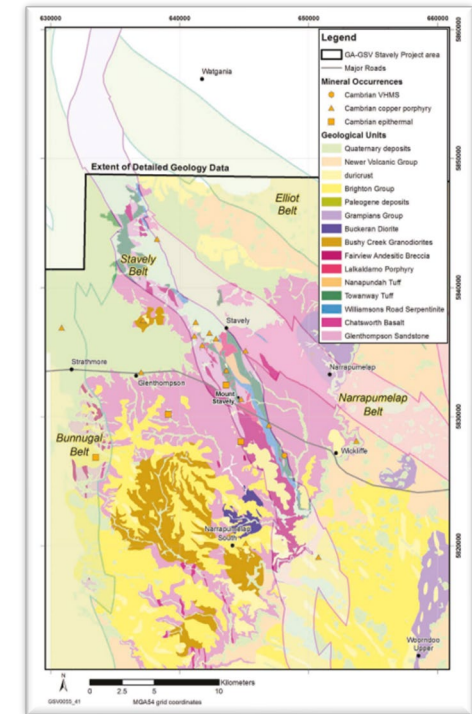 630000 640000 650000 660000
5860000
Legend
GA-GSV Stavely Project area
Major Roads
Mineral Occurrences
Cambrian VHMS
Cambrian copper porphyry
Cambrian epithermal
Geological Units
Quaternary deposits
Newer Volcanic Group
duricrust
Brighton Group
Paleogene deposits
Grampians Group
Buckeran Diorite
Bushy Creek Granodiorites
Fairview Andesitic Breccia
Lalkaldarno Porphyry
Nanapundah Tuff
Towanway Tuff
Williamsons Road Serpentinite
Chatsworth Basalt
Glenthompson Sandstone
Watgania
5850000
Extent of Detailed Geology Data
Elliot
Belt
Stavely
Belt
5840000
Stavely
Strathmore
Glenthompson
Narrapumelap
Mount
Stavely
Narrapumelap
Belt
5830000
Bunnugal
Belt
Wickliffe
Narrapumelap
South
5820000
Woorndoo
Upper
N
0 2.5 5 10
Kilometers
GSV0035_41
MGA54 grid coordinates